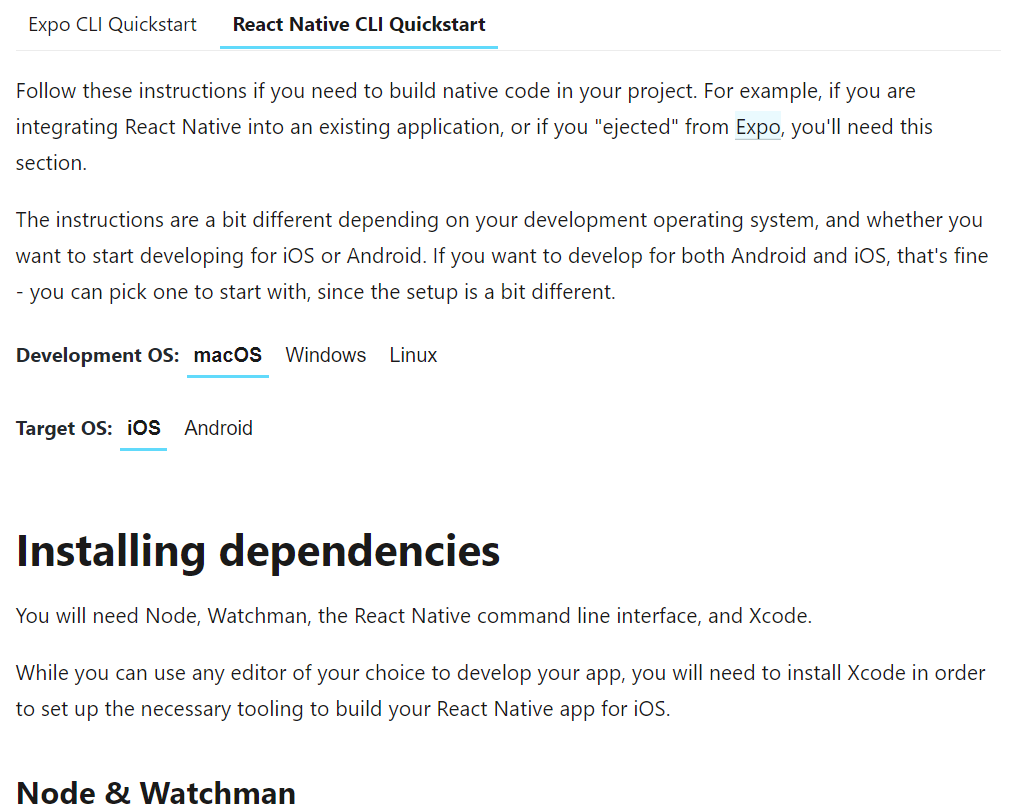 Expo CLI Quickstart React Native CLI Quickstart
Follow these instructions if you need to build native code in your project. For example, if you are
integrating React Native into an existing application, or if you "ejected" from Expo, you'll need this
section.
The instructions are a bit different depending on your development operating system, and whether you
want to start developing for iOS or Android. If you want to develop for both Android and iOS, that's fine
- you can pick one to start with, since the setup is a bit different.
Development OS: macOS Windows Linux
Target OS: iOS Android
Installing dependencies
You will need Node, Watchman, the React Native command line interface, and Xcode.
While you can use any editor of your choice to develop your app, you will need to install Xcode in order
to set up the necessary tooling to build your React Native app for iOS.
Node & Watchman